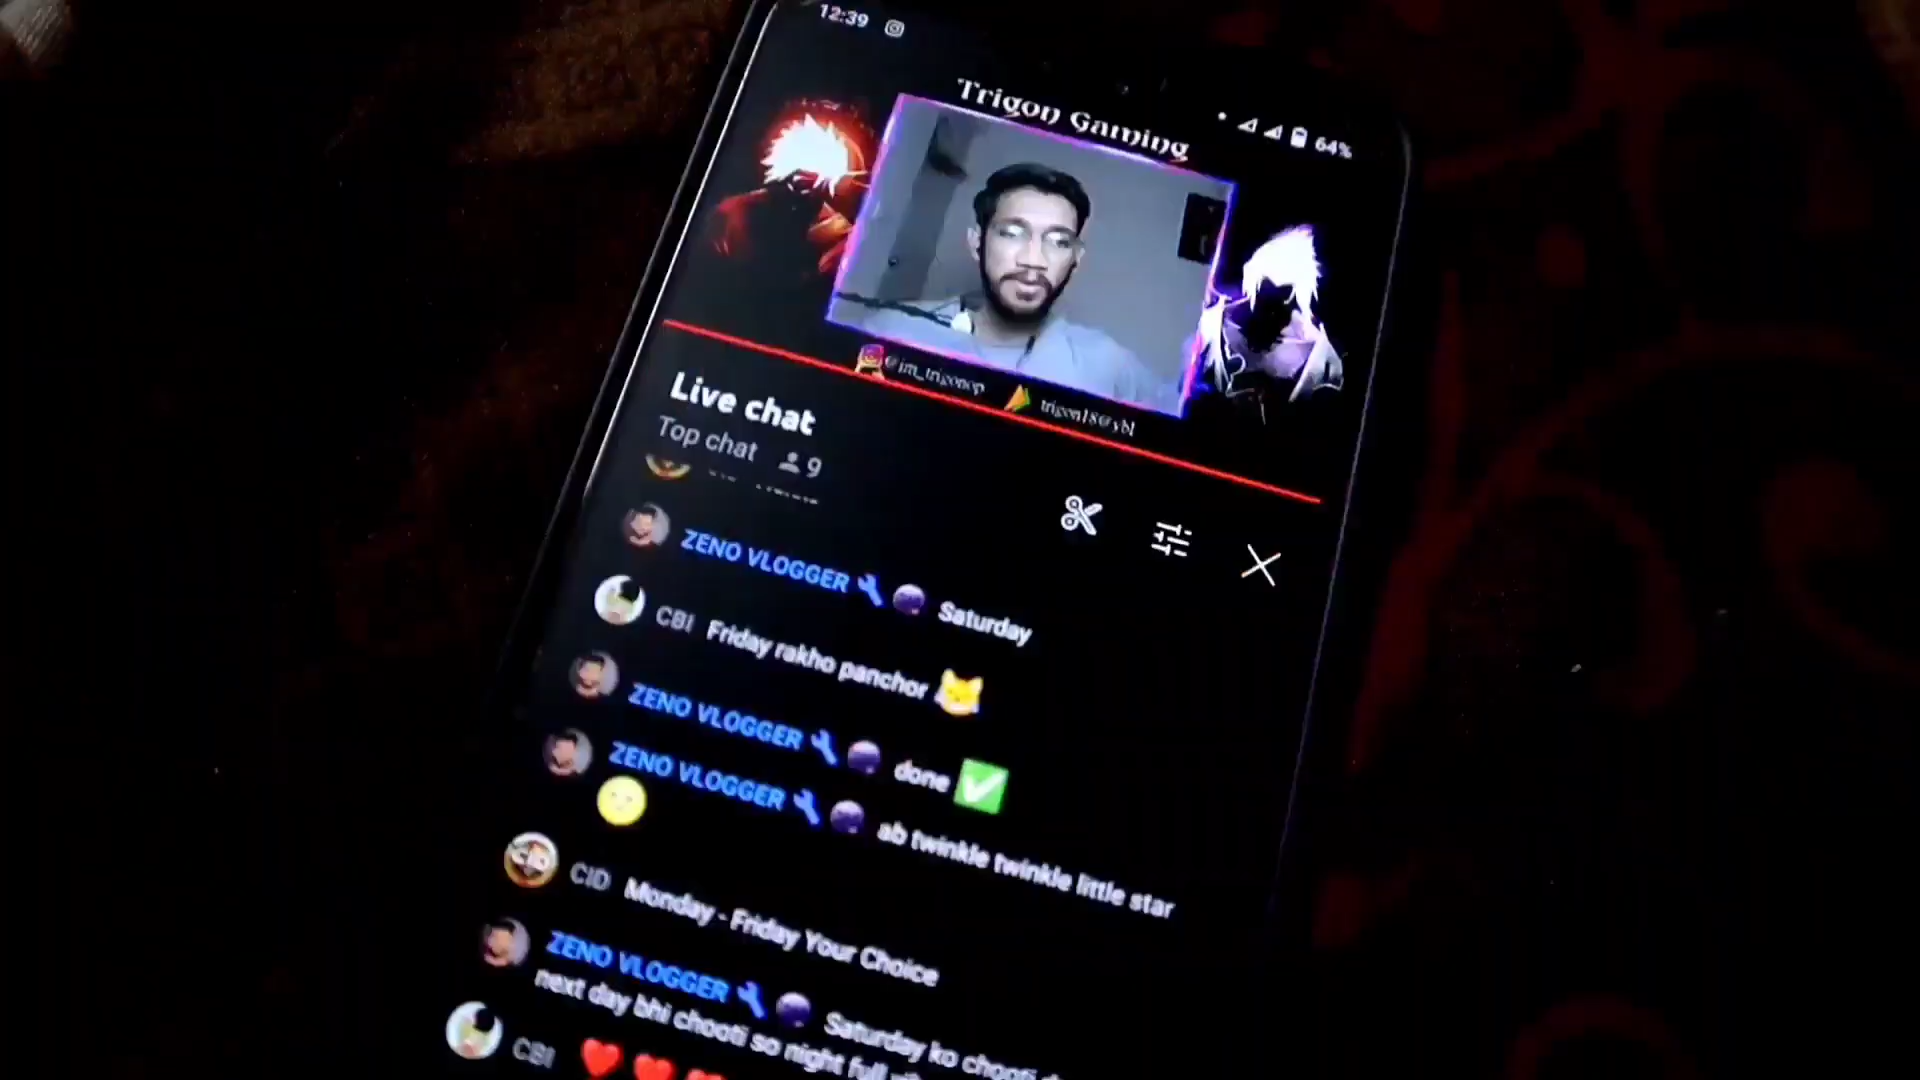 12:39
64%
Trigon Gaming
@im_trigonop
trigon18@ybl
Live chat
Top chat 9
ZENO VLOGGER Saturday
CBI Friday rakho panchor
ZENO VLOGGER done
ZENO VLOGGER ab twinkle twinkle little star
CID Monday - Friday Your Choice
ZENO VLOGGER Saturday ko chooti
next day bhi chooti so night full
CBI